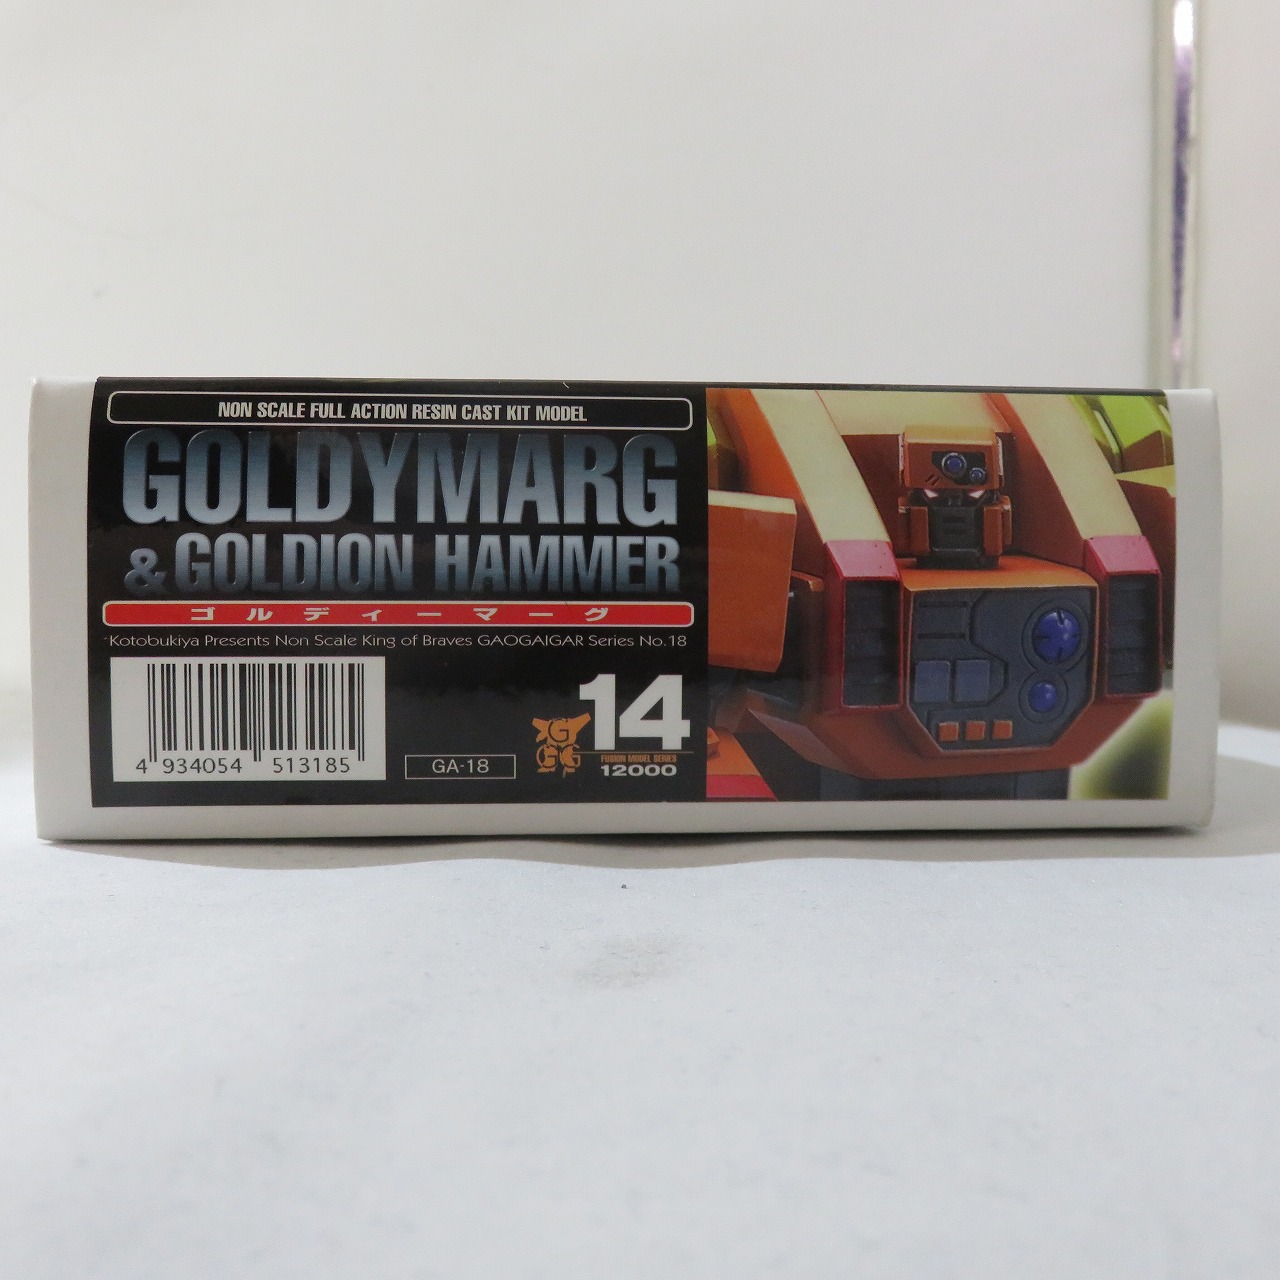 NON SCALE FULL ACTION RESIN CAST KIT MODEL
GOLDYMARG
& GOLDION HAMMER
ゴルディーマーグ
Kotobukiya Presents Non Scale King of Braves GAOGAIGAR Series No.18
4 934054 513185
GA-18
GGG
14
FUSION MODEL SERIES
12000